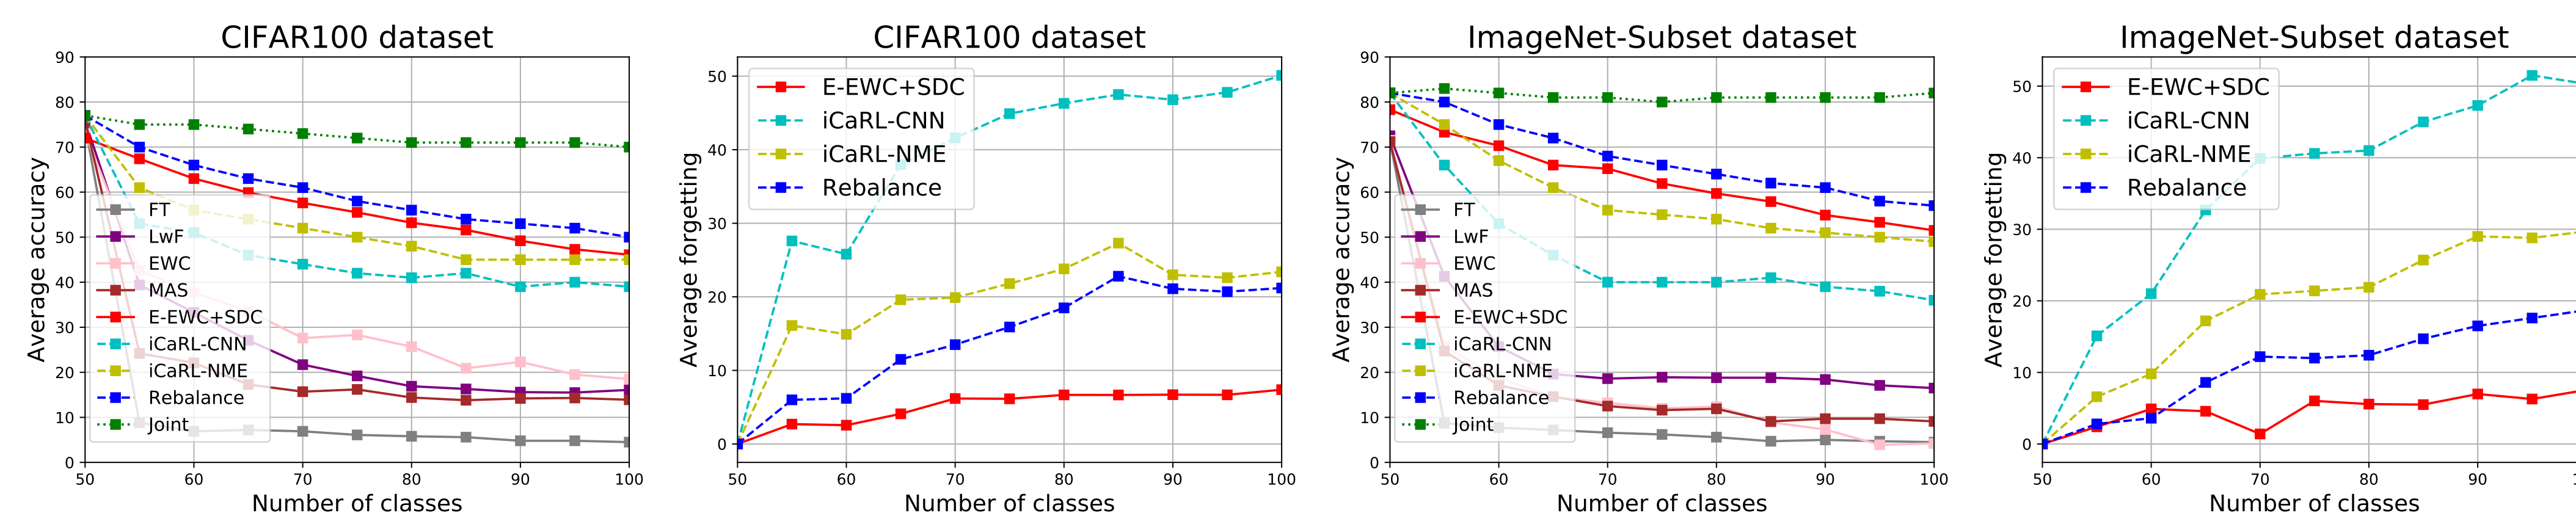 CIFAR100 dataset
Average accuracy
90
80
70
60
50
40
30
20
10
0
FT
LwF
EWC
MAS
E-EWC+SDC
iCaRL-CNN
iCaRL-NME
Rebalance
Joint
50 60 70 80 90 100
Number of classes
CIFAR100 dataset
Average forgetting
50
40
30
20
10
0
E-EWC+SDC
iCaRL-CNN
iCaRL-NME
Rebalance
50 60 70 80 90 100
Number of classes
ImageNet-Subset dataset
Average accuracy
90
80
70
60
50
40
30
20
10
0
FT
LwF
EWC
MAS
E-EWC+SDC
iCaRL-CNN
iCaRL-NME
Rebalance
Joint
50 60 70 80 90 100
Number of classes
ImageNet-Subset dataset
Average forgetting
50
40
30
20
10
0
E-EWC+SDC
iCaRL-CNN
iCaRL-NME
Rebalance
50 60 70 80 90
Number of classes